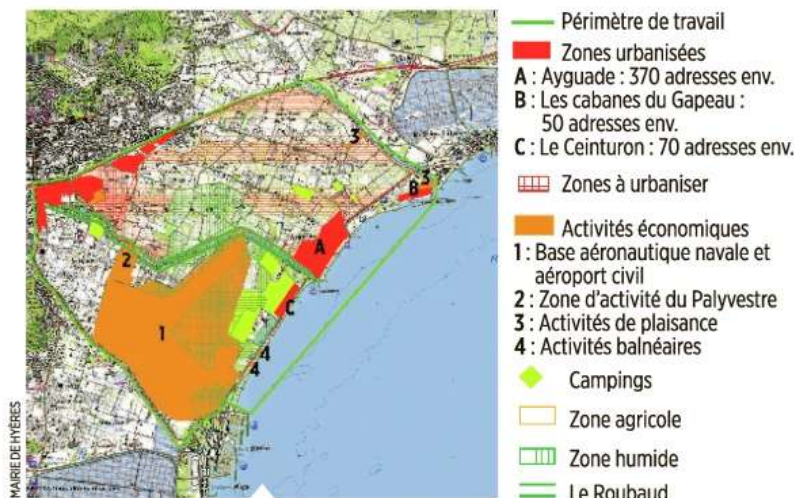 Périmètre de travail
Zones urbanisées
A : Ayguade : 370 adresses env.
B : Les cabanes du Gapeau :
50 adresses env.
C : Le Ceinturon : 70 adresses env.
Zones à urbaniser
Activités économiques
1 : Base aéronautique navale et
aéroport civil
2 : Zone d'activité du Palyvestre
3 : Activités de plaisance
4 : Activités balnéaires
Campings
Zone agricole
Zone humide
Le Roubaud
3
3
B
A
2
C
1
4
4
MAIRIE DE HYÈRES